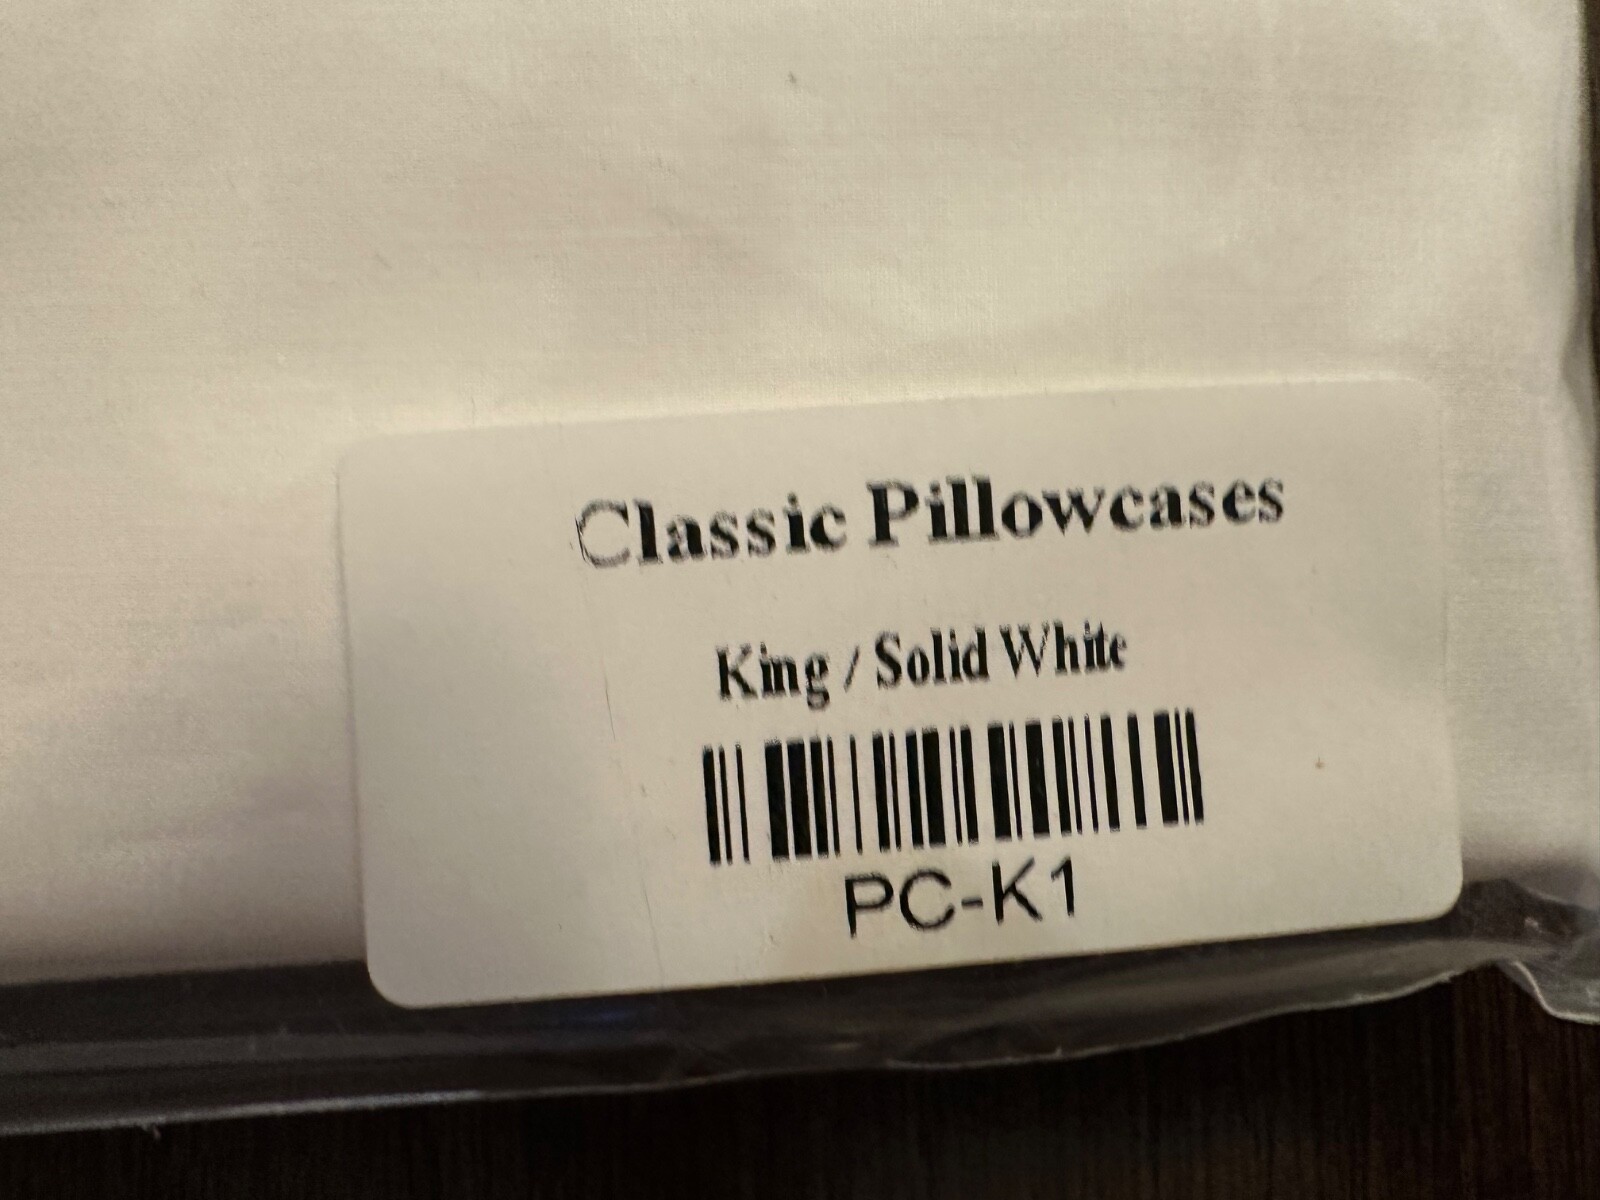 Classic Pillowcases
King / Solid White
PC-K1